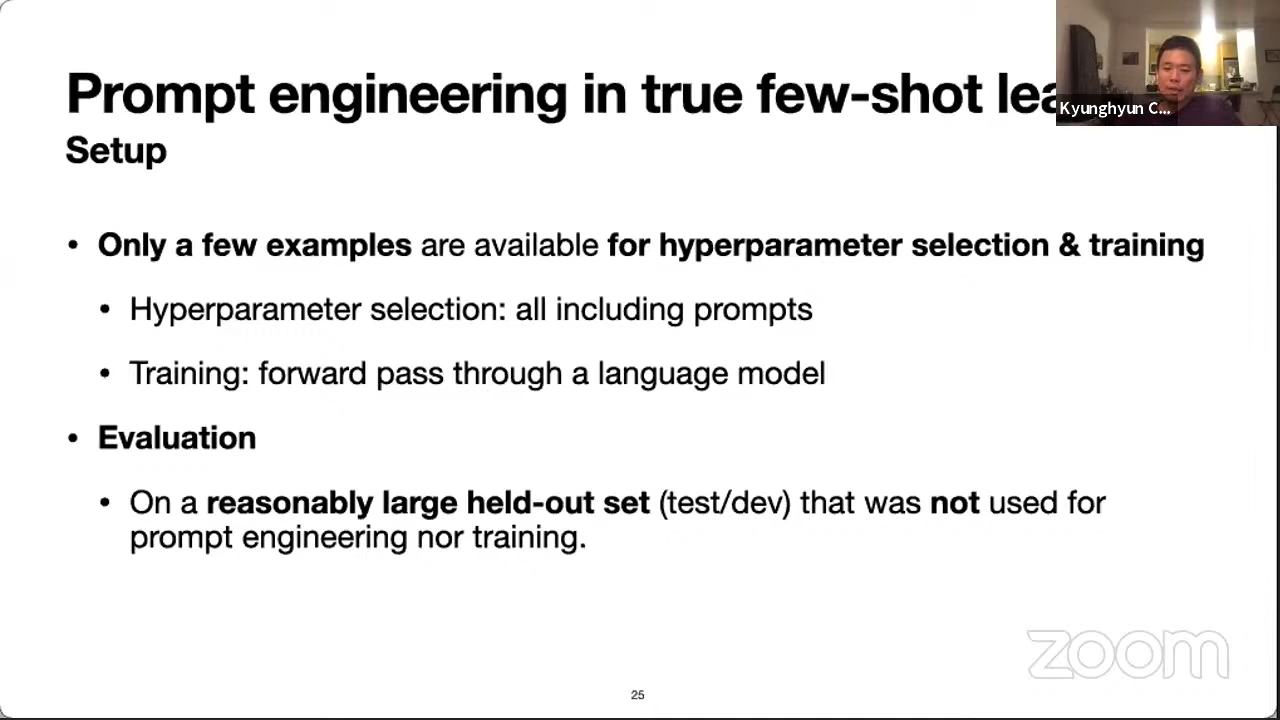 Prompt engineering in true few-shot lea
Kyunghyun C...
Setup
• Only a few examples are available for hyperparameter selection & training
• Hyperparameter selection: all including prompts
• Training: forward pass through a language model
• Evaluation
• On a reasonably large held-out set (test/dev) that was not used for
prompt engineering nor training.
zoom
25